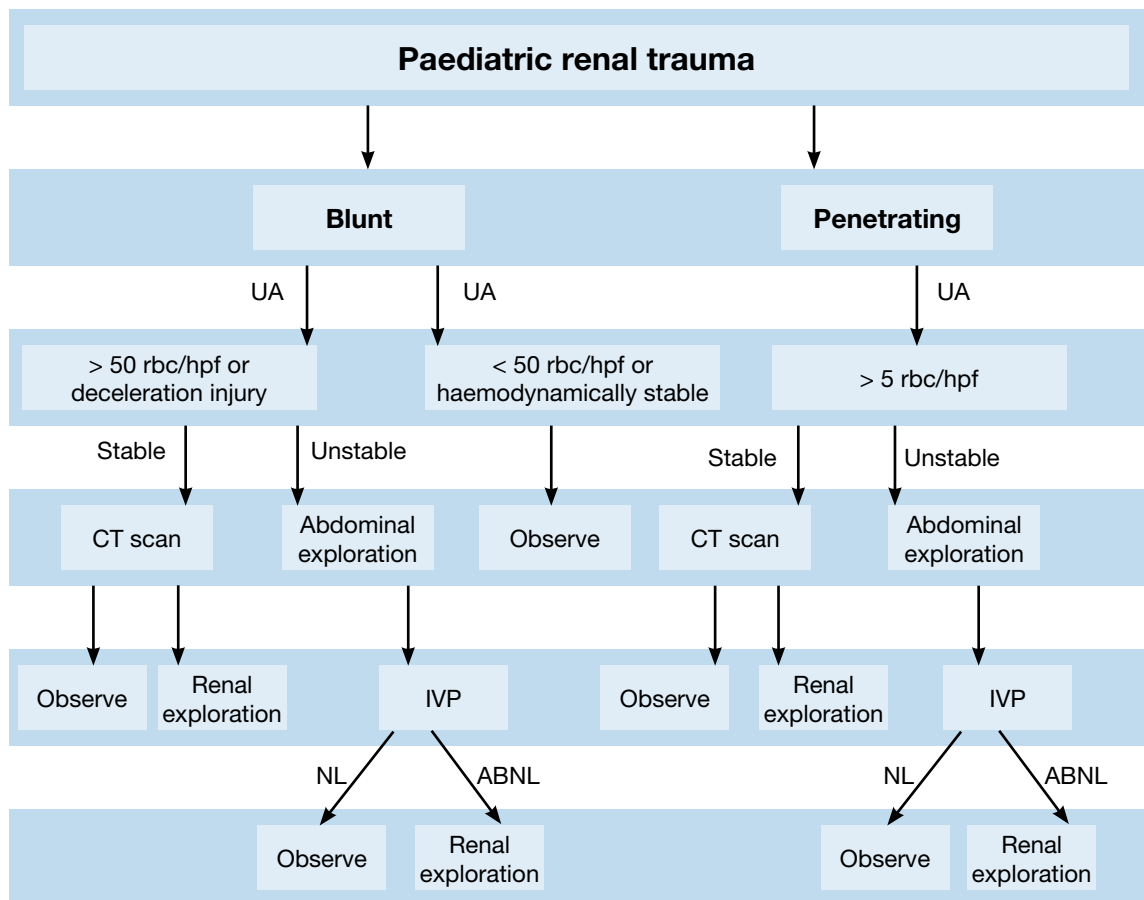 Paediatric renal trauma
Blunt
Penetrating
UA
UA
UA
> 50 rbc/hpf or
deceleration injury
< 50 rbc/hpf or
haemodynamically stable
> 5 rbc/hpf
Stable
Unstable
Stable
Unstable
CT scan
Abdominal
exploration
Observe
CT scan
Abdominal
exploration
Observe
Renal
exploration
IVP
Observe
Renal
exploration
IVP
NL
ABNL
NL
ABNL
Observe
Renal
exploration
Observe
Renal
exploration